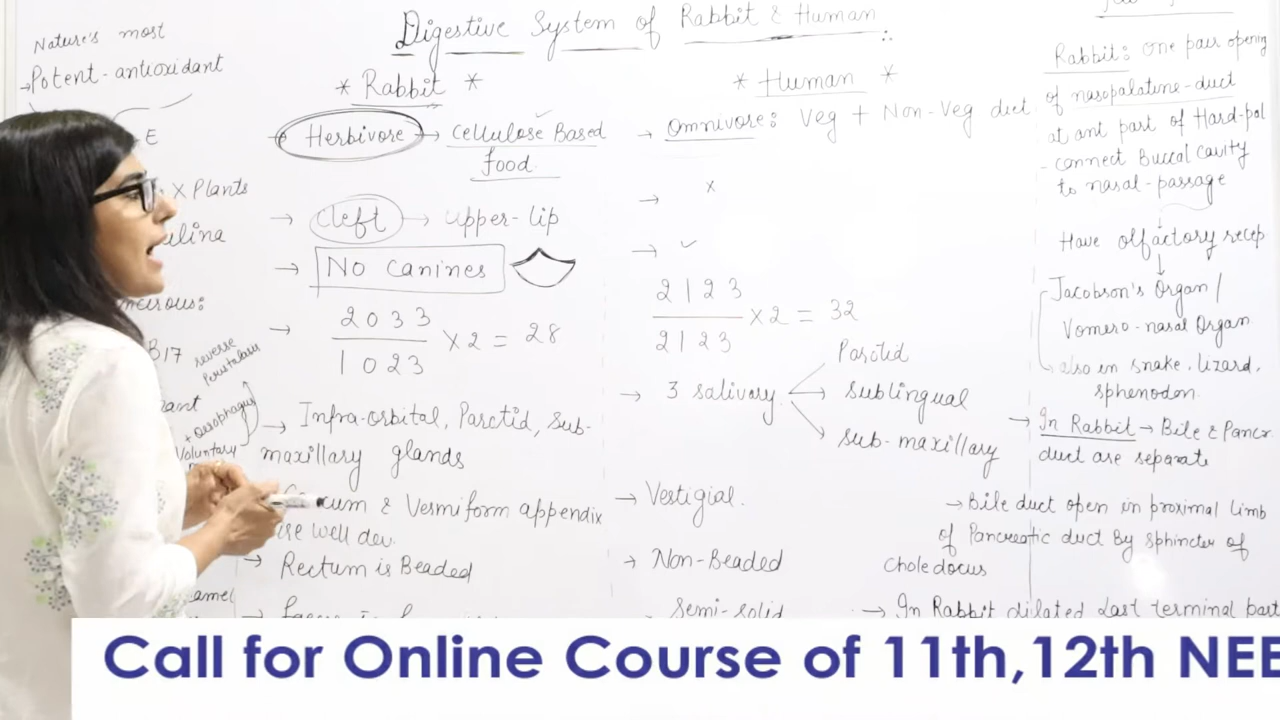 Digestive System of Rabbit & Human
Nature's most
→ Potent-antioxidant
E
X Plants
B17
reverse
+ Oesophagus
Voluntary
* Rabbit *
Herbivore → Cellulose Based
food.
→ Cleft → upper-lip
→ No canines
→ 2033
1023 × 2 = 28
→ Infra-orbital, Parotid, Sub-
maxillary glands
& Vermiform appendix
well dev.
→ Rectum is Beaded
* Human *
→ Omnivore: Veg + Non-Veg diet
→ ×
→ ✓
2123
2123 × 2 = 32
→ 3 salivary
Parotid
Sublingual
Sub-maxillary
→ Vestigial.
→ Non-Beaded
Semi-solid
Rabbit: One pair opening
of nasopalatine-duct
at ant part of Hard-pal
- connect Buccal cavity
to nasal-passage
Have olfactory recep
Jacobson's Organ /
Vomero-nasal Organ
also in snake, lizard,
sphenodon.
→ In Rabbit → Bile & Pancr.
duct are separate
→ Bile duct open in proximal limb
of Pancreatic duct By sphincter of
choledocus
→ In Rabbit dilated last terminal part
Call for Online Course of 11th,12th NEE